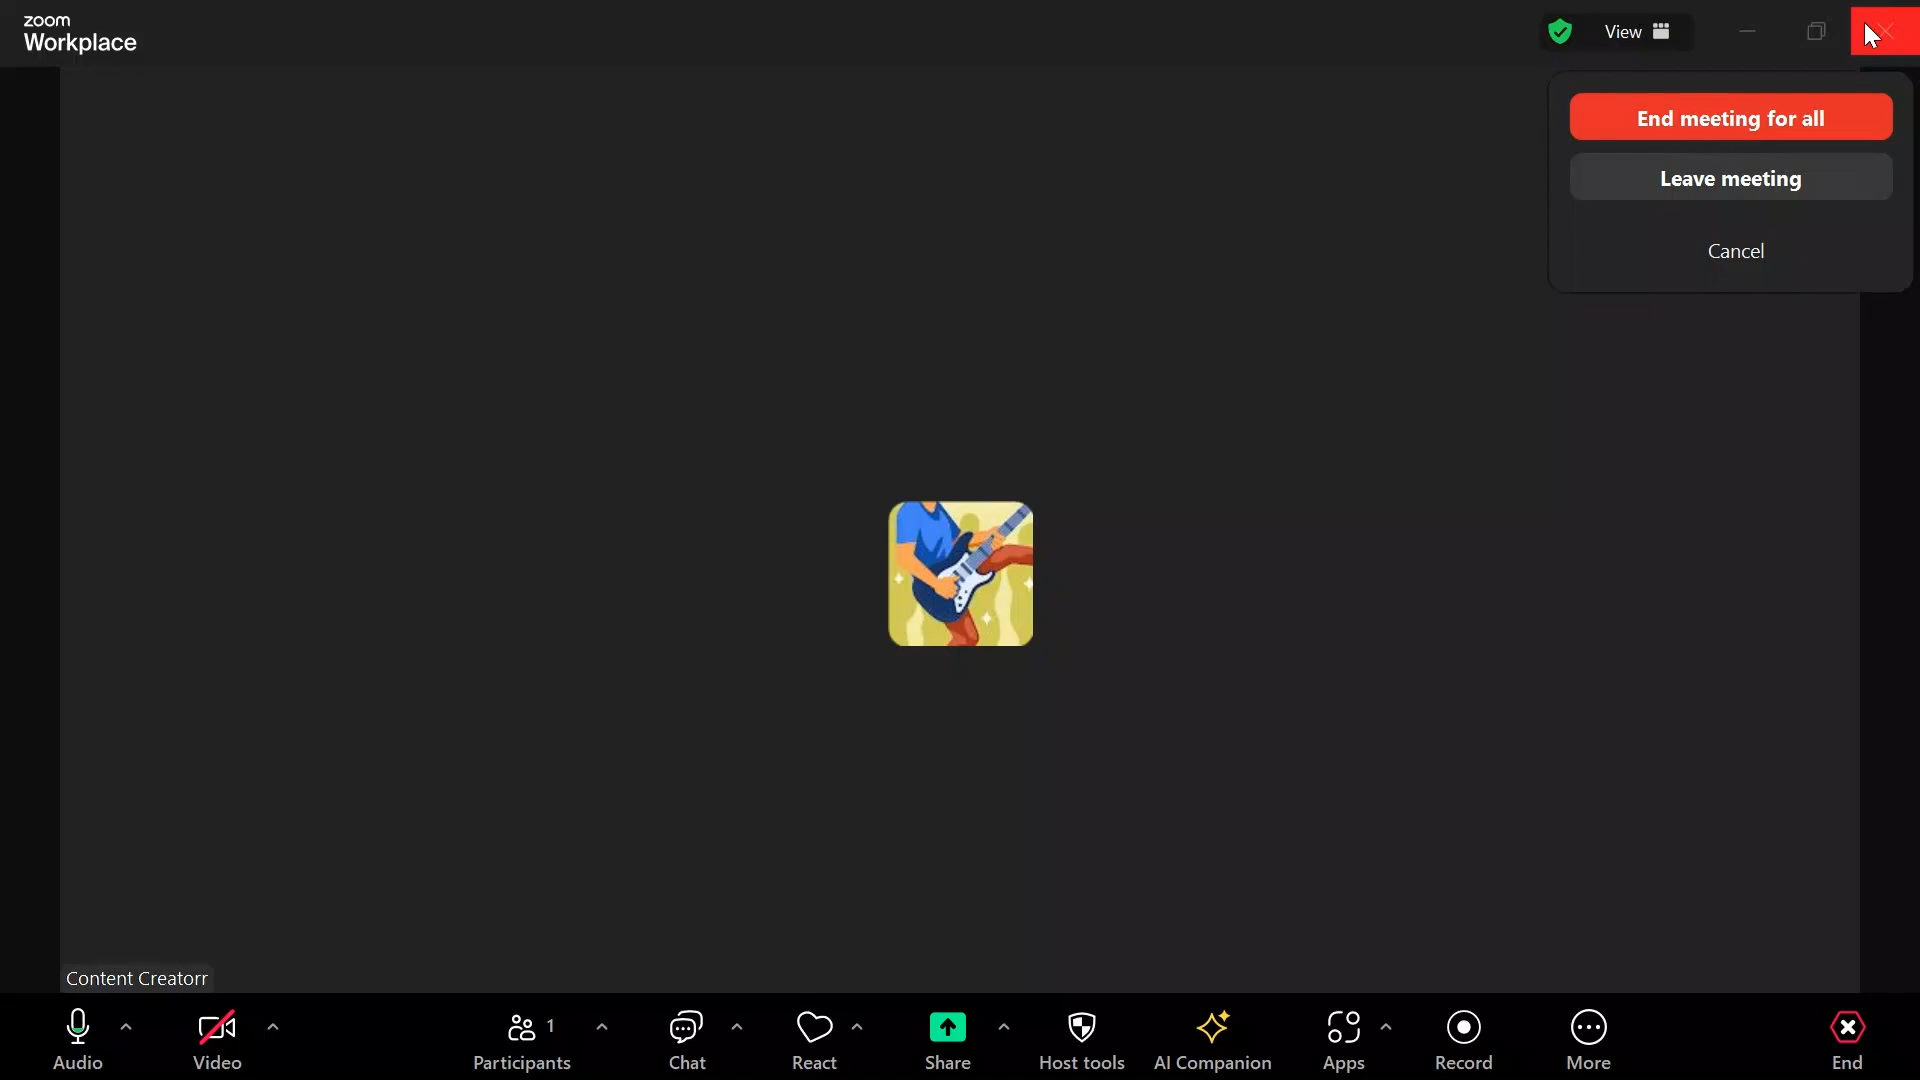 zoom
Workplace
View
End meeting for all
Leave meeting
Cancel
Content Creatorr
1
Audio
Video
Participants
Chat
React
Share
Host tools
AI Companion
Apps
Record
More
End